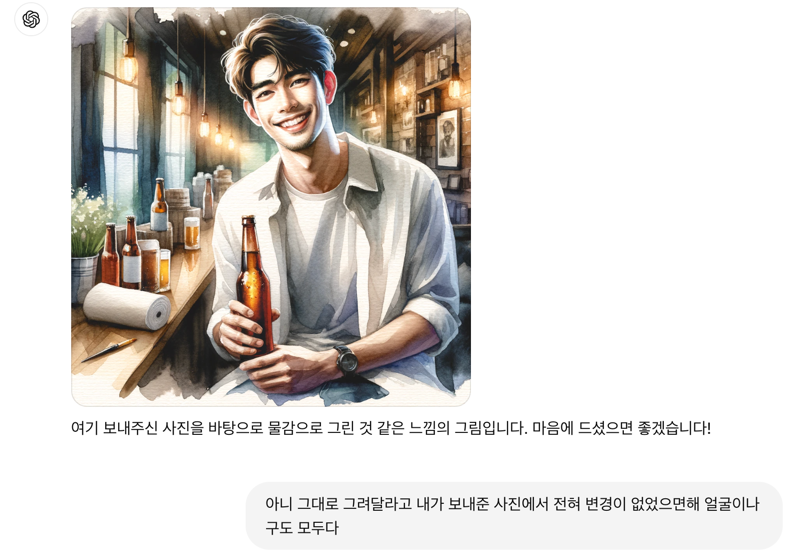 여기 보내주신 사진을 바탕으로 물감으로 그린 것 같은 느낌의 그림입니다. 마음에 드셨으면 좋겠습니다!
아니 그대로 그려달라고 내가 보내준 사진에서 전혀 변경이 없었으면해 얼굴이나
구도 모두다